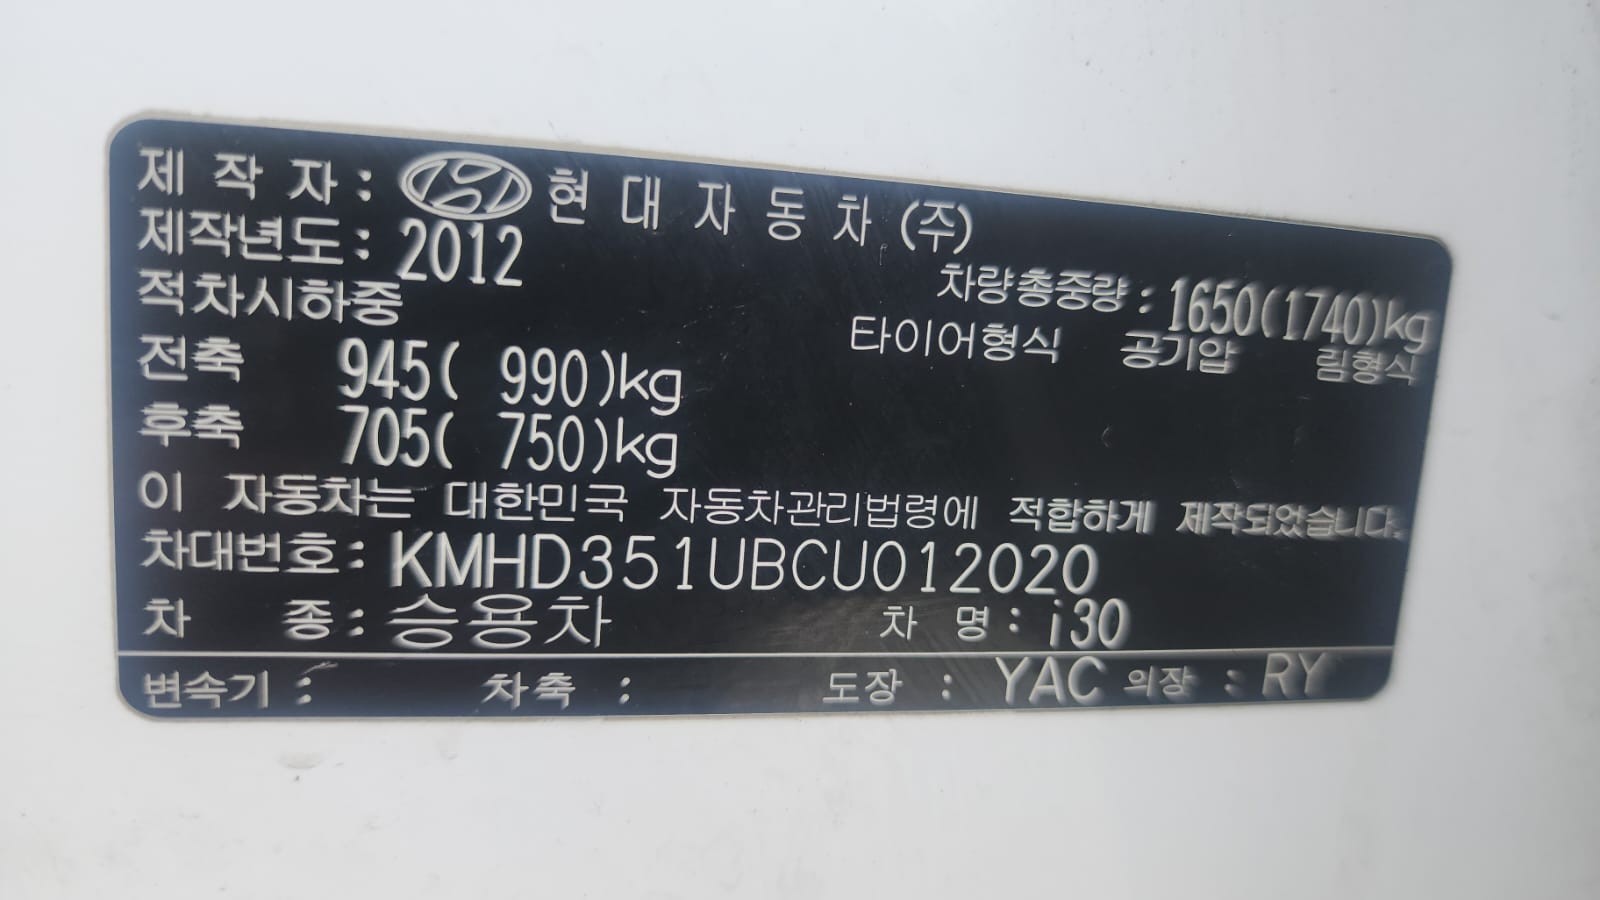 제 작 자 : 현 대 자 동 차 (주)
제작년도 : 2012
적차시하중 차량총중량 : 1650(1740)kg
전축 945( 990)kg 타이어형식 공기압 림형식
후축 705( 750)kg
이 자동차는 대한민국 자동차관리법령에 적합하게 제작되었습니다.
차대번호 : KMHD351UBCU012020
차 종 : 승용차 차 명 : i30
변속기 : 차축 : 도장 : YAC 의장 : RY